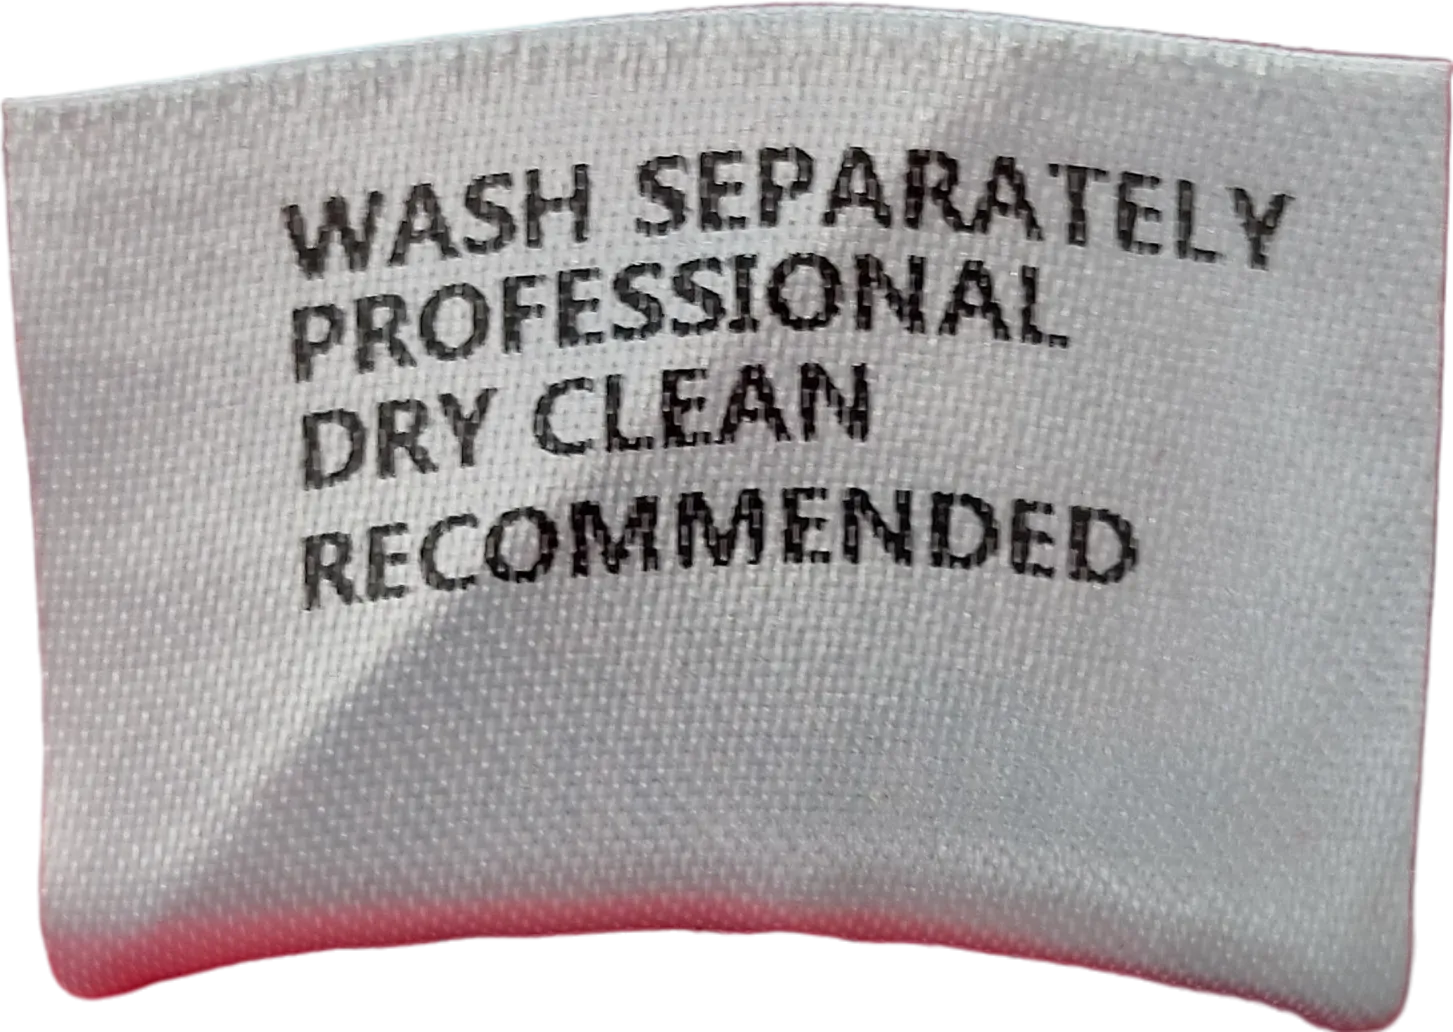 WASH SEPARATELY
PROFESSIONAL
DRY CLEAN
RECOMMENDED